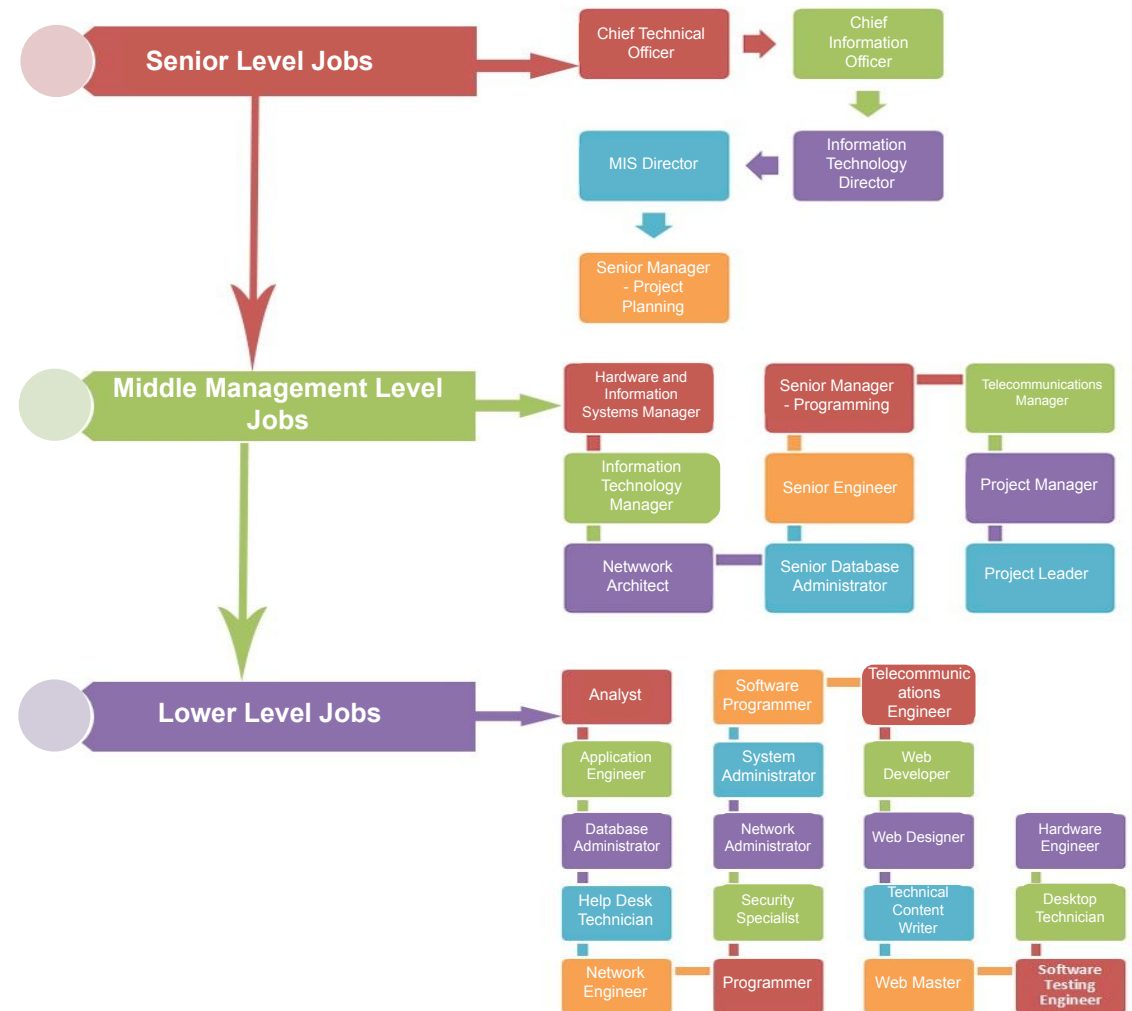 Senior Level Jobs
Chief Technical
Officer
Chief
Information
Officer
MIS Director
Information
Technology
Director
Senior Manager
- Project
Planning
Middle Management Level
Jobs
Hardware and
Information
Systems Manager
Senior Manager
- Programming
Telecommunications
Manager
Information
Technology
Manager
Senior Engineer
Project Manager
Netwwork
Architect
Senior Database
Administrator
Project Leader
Lower Level Jobs
Analyst
Software
Programmer
Telecommunic
ations
Engineer
Application
Engineer
System
Administrator
Web
Developer
Database
Administrator
Network
Administrator
Web Designer
Hardware
Engineer
Help Desk
Technician
Security
Specialist
Technical
Content
Writer
Desktop
Technician
Network
Engineer
Programmer
Web Master
Software
Testing
Engineer